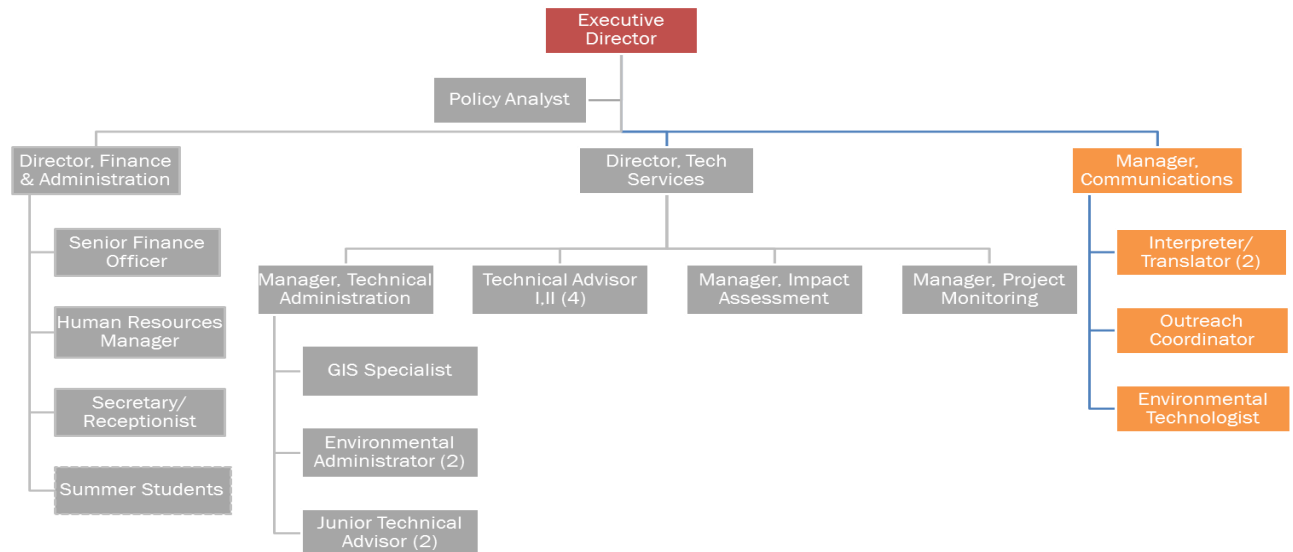 Executive
Director
Policy Analyst
Director, Finance
& Administration
Director, Tech
Services
Manager,
Communications
Senior Finance
Officer
Human Resources
Manager
Secretary/
Receptionist
Summer Students
Manager, Technical
Administration
Technical Advisor
I,II (4)
Manager, Impact
Assessment
Manager, Project
Monitoring
GIS Specialist
Environmental
Administrator (2)
Junior Technical
Advisor (2)
Interpreter/
Translator (2)
Outreach
Coordinator
Environmental
Technologist